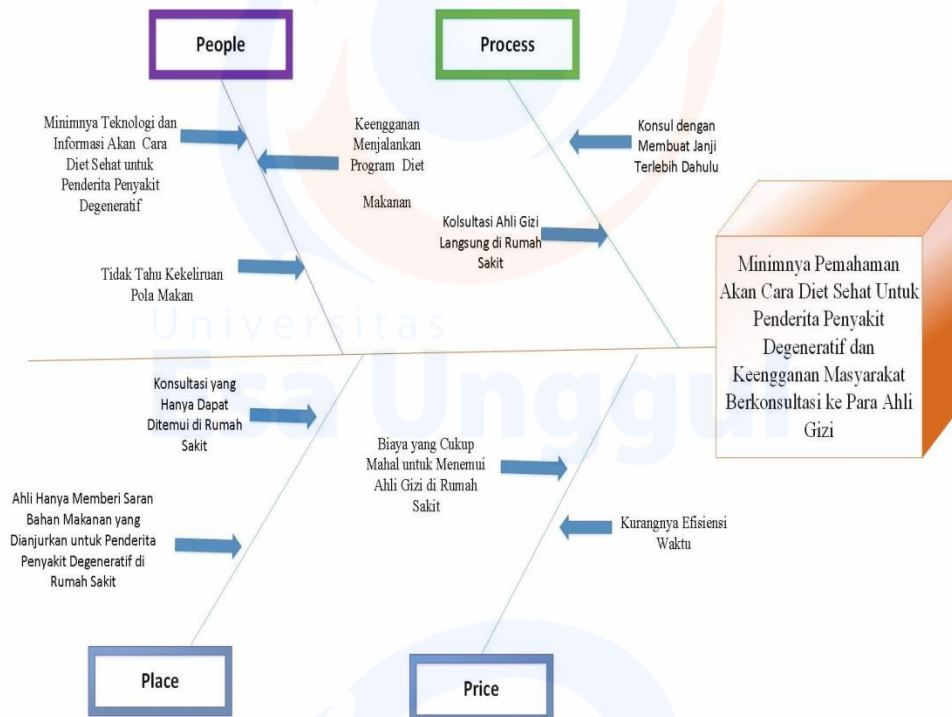 People
Process
Minimnya Teknologi dan
Informasi Akan Cara
Diet Sehat untuk
Penderita Penyakit
Degeneratif
Keengganan
Menjalankan
Program Diet
Makanan
Konsul dengan
Membuat Janji
Terlebih Dahulu
Kolsultasi Ahli Gizi
Langsung di Rumah
Sakit
Tidak Tahu Kekeliruan
Pola Makan
Minimnya Pemahaman
Akan Cara Diet Sehat Untuk
Penderita Penyakit
Degeneratif dan
Keengganan Masyarakat
Berkonsultasi ke Para Ahli
Gizi
Universitas
Esa Unggul
Konsultasi yang
Hanya Dapat
Ditemui di Rumah
Sakit
Biaya yang Cukup
Mahal untuk Menemui
Ahli Gizi di Rumah
Sakit
Ahli Hanya Memberi Saran
Bahan Makanan yang
Dianjurkan untuk Penderita
Penyakit Degeneratif di
Rumah Sakit
Kurangnya Efisiensi
Waktu
Place
Price